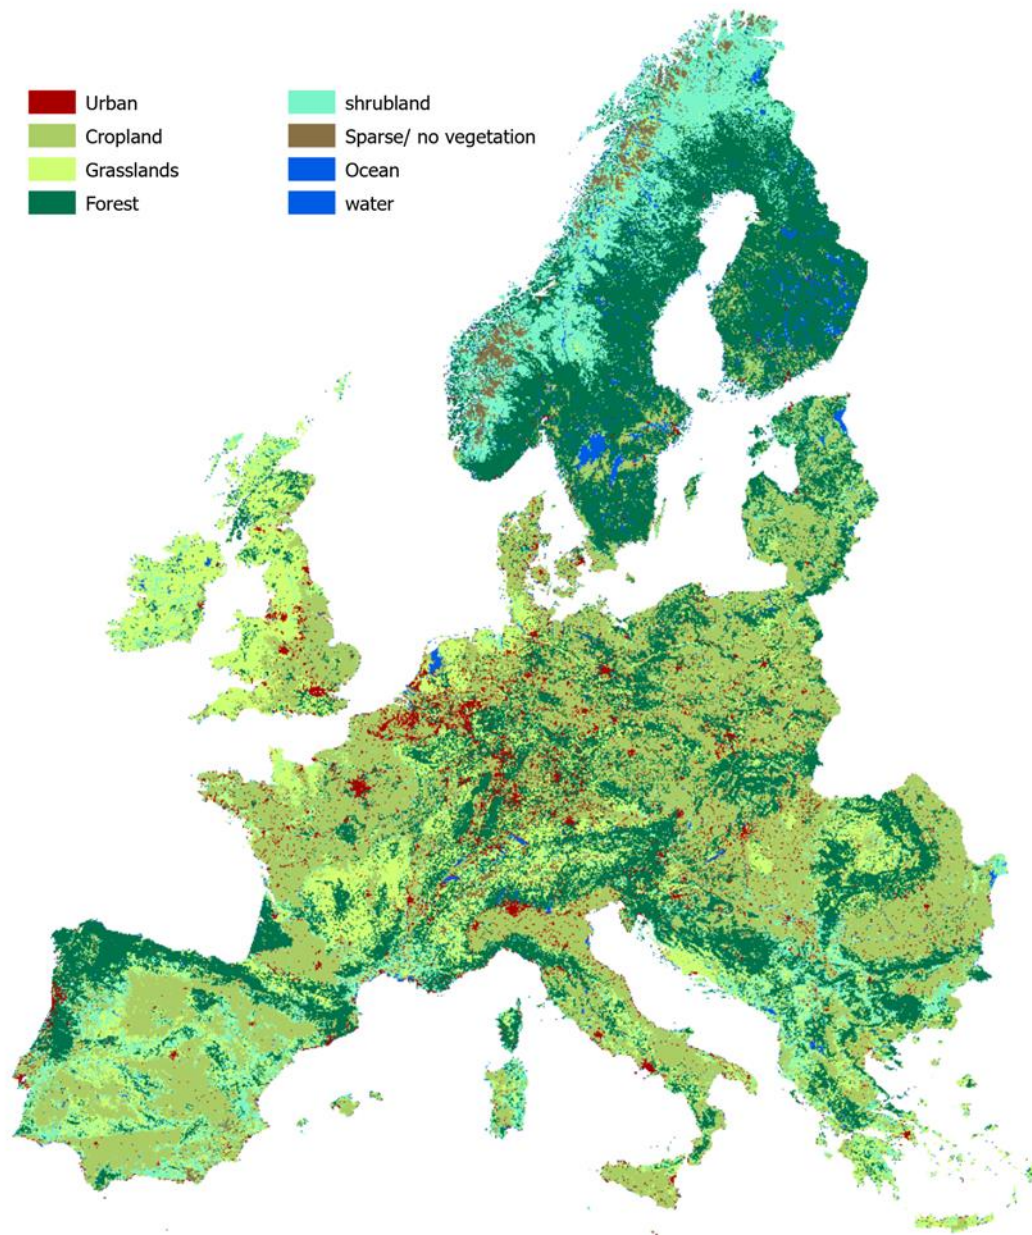 Urban
Cropland
Grasslands
Forest
shrubland
Sparse/ no vegetation
Ocean
water